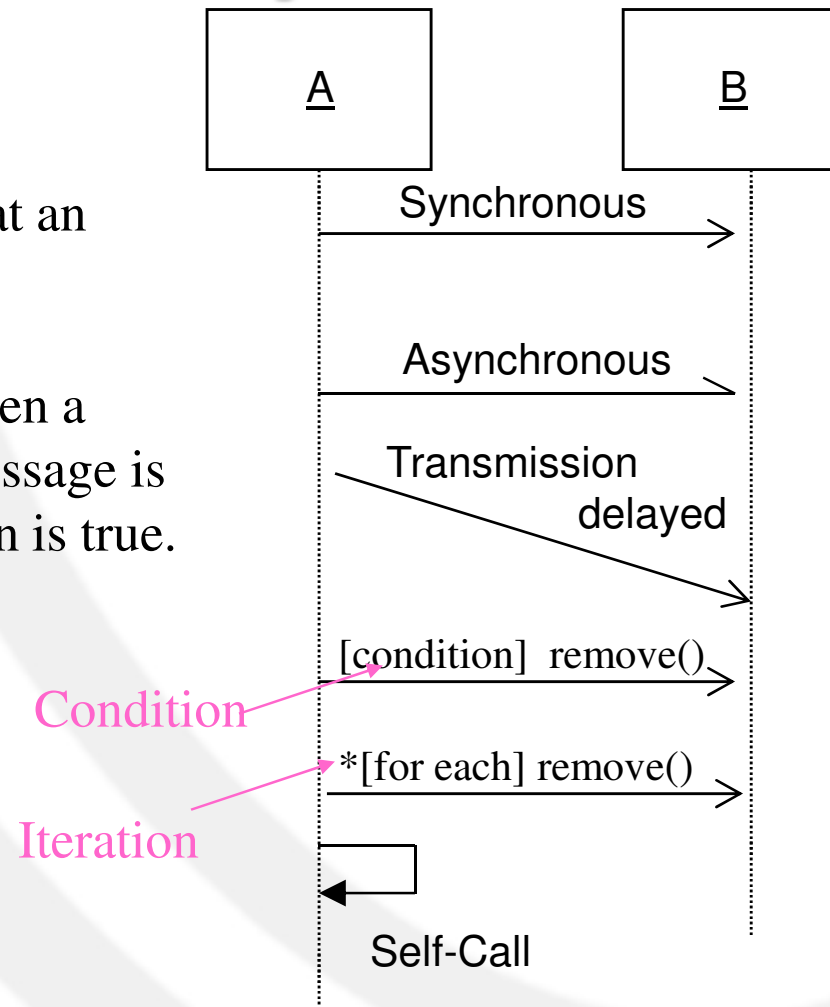 A
B
Synchronous
at an
Asynchronous
en a
Transmission
ssage is
delayed
n is true.
[condition] remove()
Condition
*[for each] remove()
Iteration
Self-Call